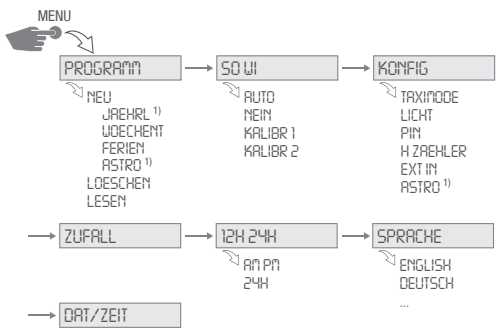 MENU
PROGRAMM
NEU
JAEHRL 1)
WOECHENT
FERIEN
ASTRO 1)
LOESCHEN
LESEN
SO WI
AUTO
NEIN
KALIBR 1
KALIBR 2
KONFIG
TAXIMODE
LICHT
PIN
H ZAEHLER
EXT IN
ASTRO 1)
ZUFALL
12H 24H
AM PM
24H
SPRACHE
ENGLISH
DEUTSCH
...
DAT/ZEIT